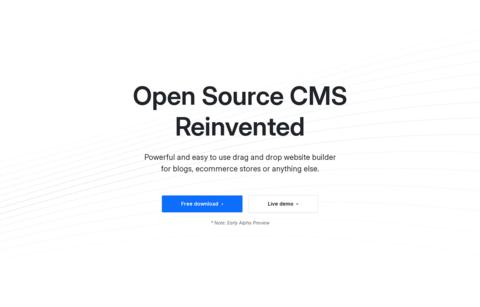 Open Source CMS
Reinvented
Powerful and easy to use drag and drop website builder
for blogs, ecommerce stores or anything else.
Free download
Live demo
* Note: Early Alpha Preview